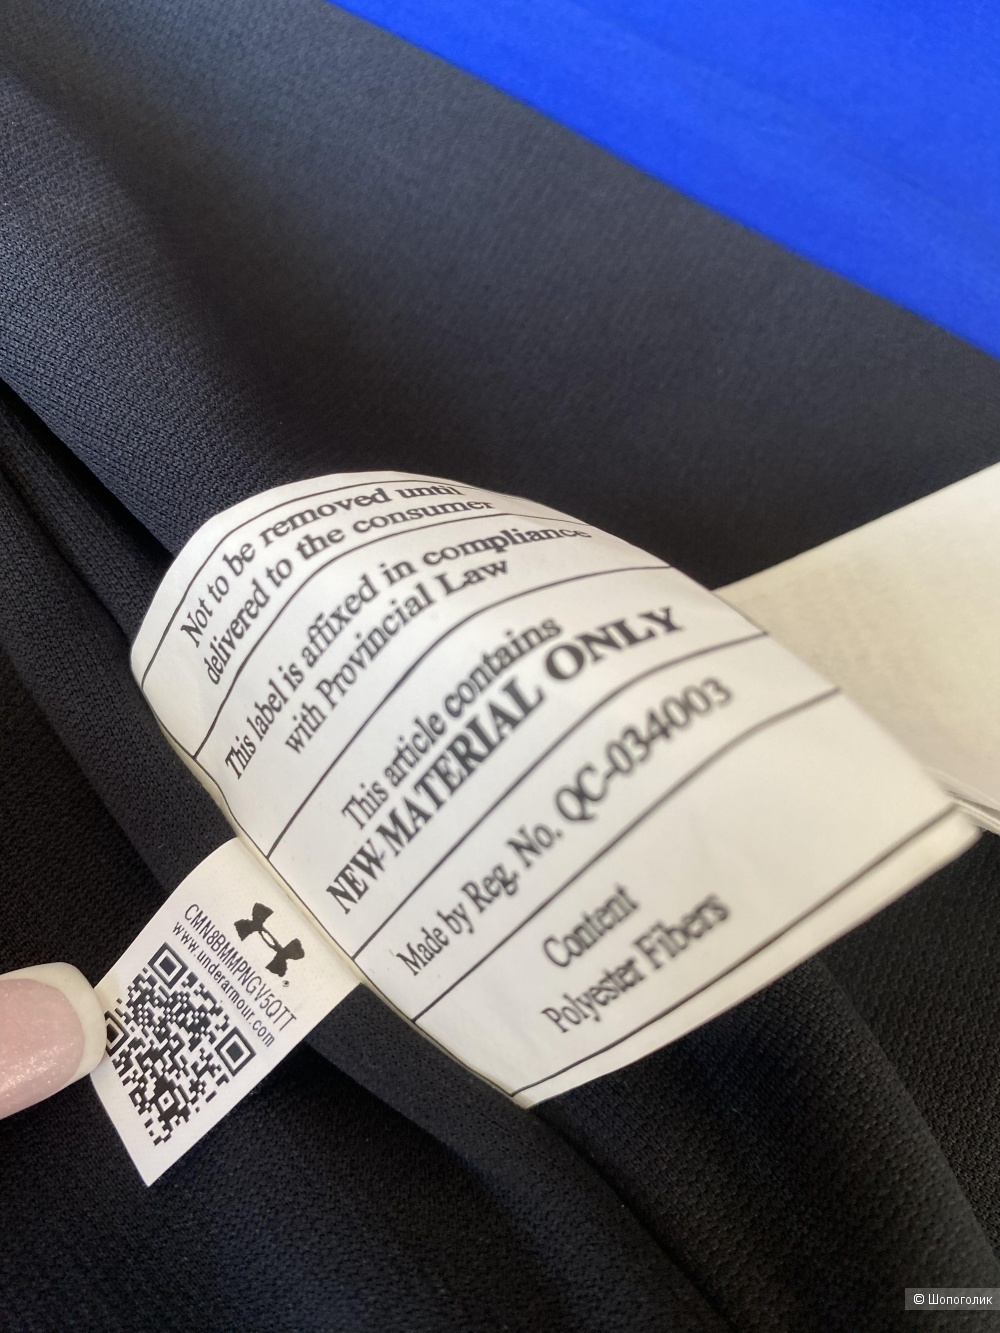 Not to be removed until
delivered to the consumer
This label is affixed in compliance
with Provincial Law
This article contains
NEW MATERIAL ONLY
Made by Reg. No. QC-034003
Content
Polyester Fibers
CMN8BMMPNGV5QTT
www.underarmour.com
© Шопоголик